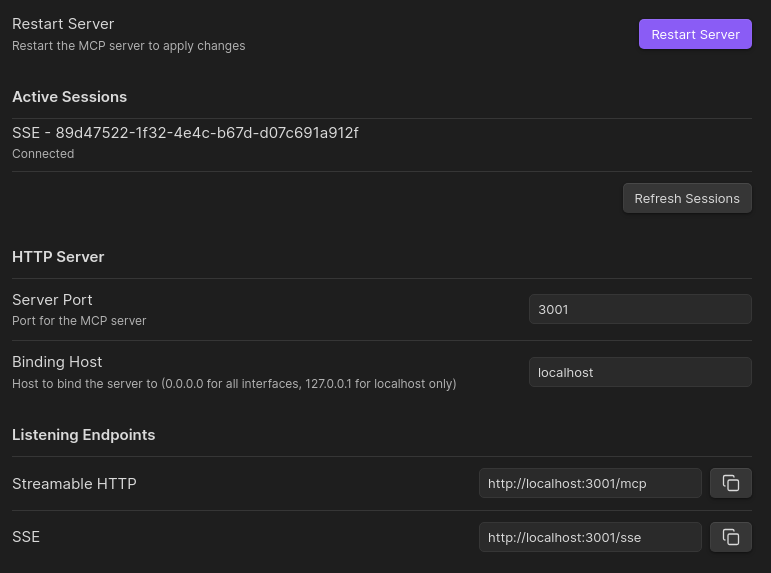 Restart Server
Restart the MCP server to apply changes
Restart Server
Active Sessions
SSE - 89d47522-1f32-4e4c-b67d-d07c691a912f
Connected
Refresh Sessions
HTTP Server
Server Port
Port for the MCP server
3001
Binding Host
Host to bind the server to (0.0.0.0 for all interfaces, 127.0.0.1 for localhost only)
localhost
Listening Endpoints
Streamable HTTP
http://localhost:3001/mcp
SSE
http://localhost:3001/sse